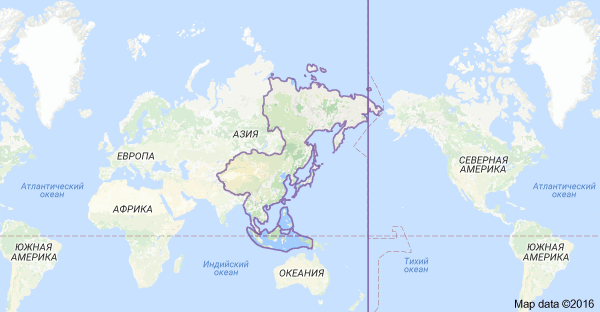 АЗИЯ
ЕВРОПА
СЕВЕРНАЯ
АМЕРИКА
Атлантический
океан
Атлантический
океан
АФРИКА
ЮЖНАЯ
АМЕРИКА
Индийский
океан
ОКЕАНИЯ
Тихий
океан
ЮЖНАЯ
АМЕРИКА
Map data ©2016